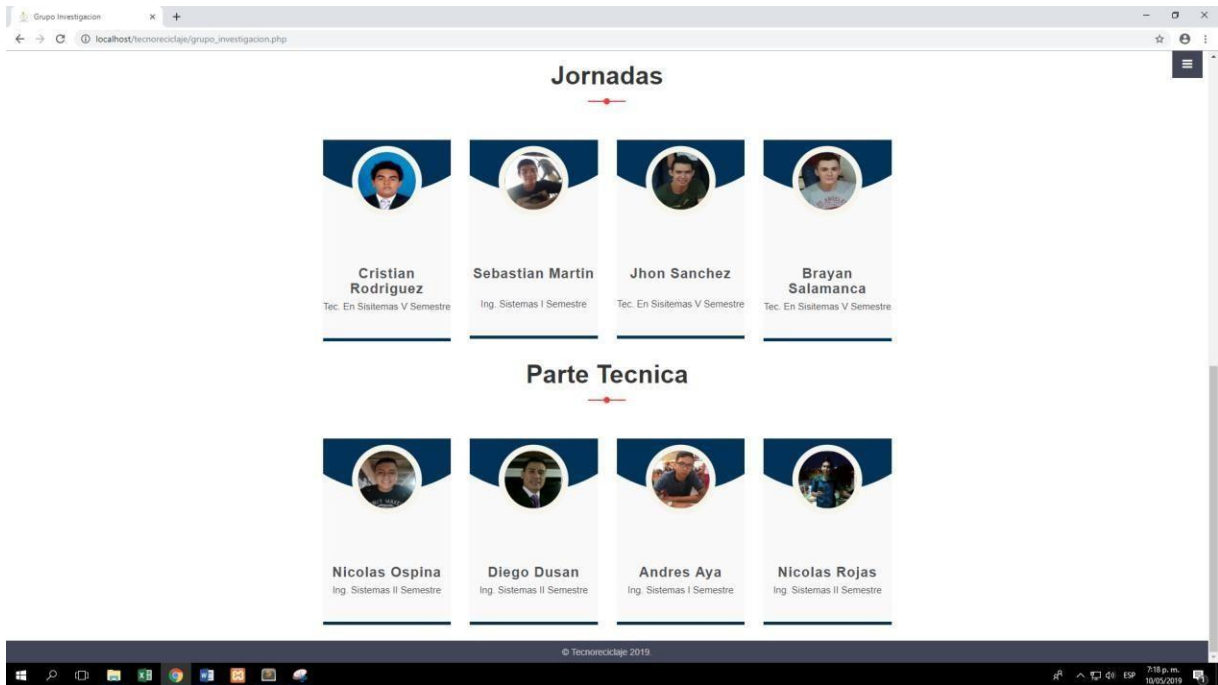 Grupo Investigacion
localhost/tecnoreciclaje/grupo_investigacion.php
Jornadas
Cristian
Rodriguez
Tec. En Sisitemas V Semestre
Sebastian Martin
Ing. Sistemas I Semestre
Jhon Sanchez
Tec. En Sisitemas V Semestre
Brayan
Salamanca
Tec. En Sisitemas V Semestre
Parte Tecnica
Nicolas Ospina
Ing. Sistemas II Semestre
Diego Dusan
Ing. Sistemas II Semestre
Andres Aya
Ing. Sistemas I Semestre
Nicolas Rojas
Ing. Sistemas II Semestre
© Tecnoreciclaje 2019.
ESP
7:18 p. m.
10/05/2019